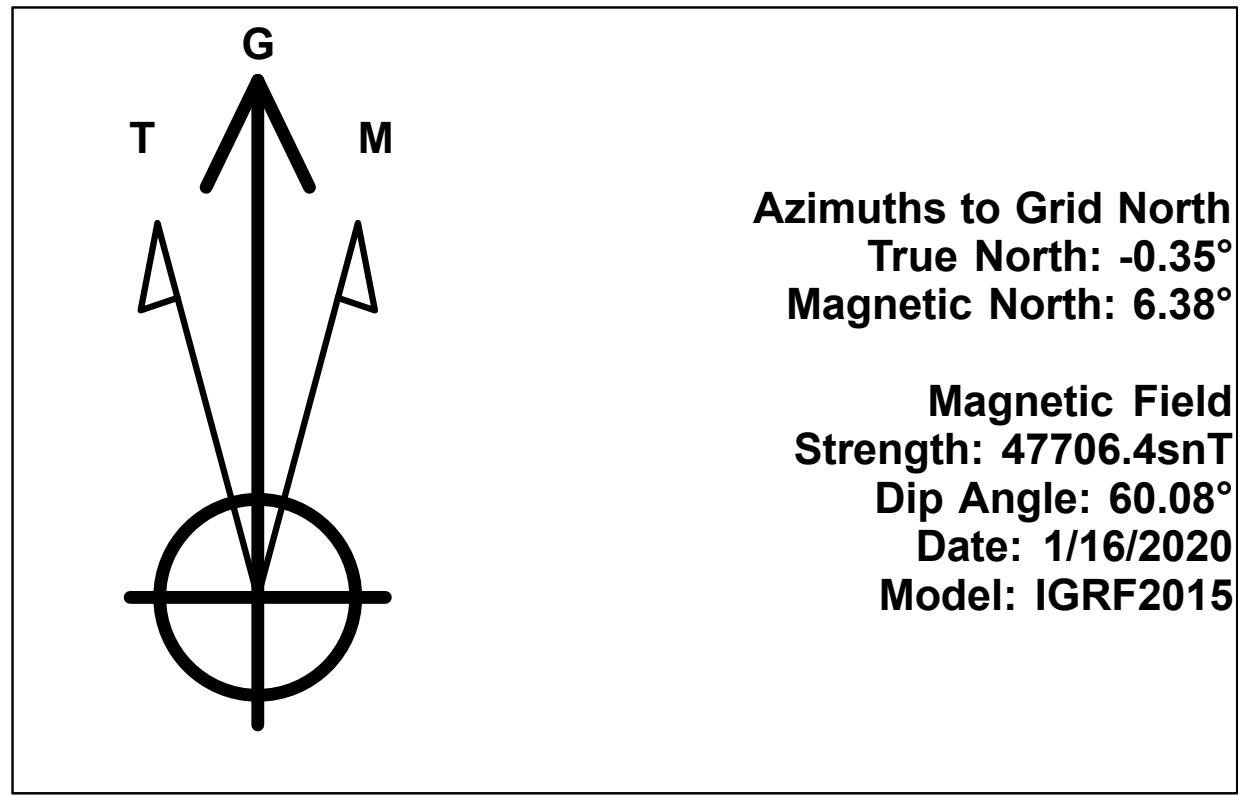 G
T
M
Azimuths to Grid North
True North: -0.35°
Magnetic North: 6.38°
Magnetic Field
Strength: 47706.4snT
Dip Angle: 60.08°
Date: 1/16/2020
Model: IGRF2015